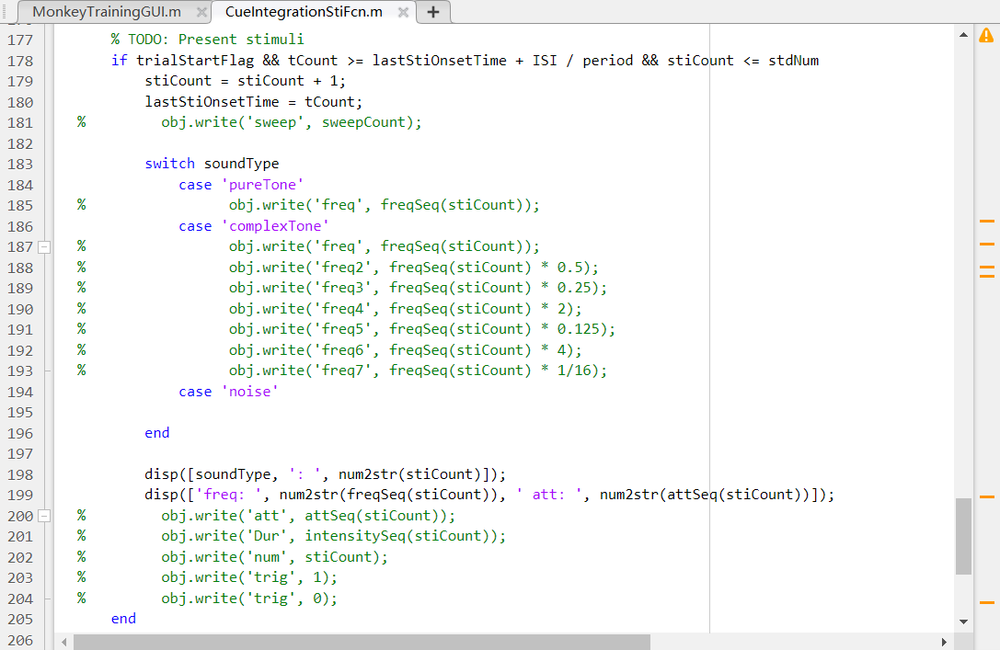 MonkeyTrainingGUI.m × CueIntegrationStiFcn.m × +
177 % TODO: Present stimuli
178 if trialStartFlag && tCount >= lastStiOnsetTime + ISI / period && stiCount <= stdNum
179 stiCount = stiCount + 1;
180 lastStiOnsetTime = tCount;
181 % obj.write('sweep', sweepCount);
182
183 switch soundType
184 case 'pureTone'
185 % obj.write('freq', freqSeq(stiCount));
186 case 'complexTone'
187 % obj.write('freq', freqSeq(stiCount));
188 % obj.write('freq2', freqSeq(stiCount) * 0.5);
189 % obj.write('freq3', freqSeq(stiCount) * 0.25);
190 % obj.write('freq4', freqSeq(stiCount) * 2);
191 % obj.write('freq5', freqSeq(stiCount) * 0.125);
192 % obj.write('freq6', freqSeq(stiCount) * 4);
193 % obj.write('freq7', freqSeq(stiCount) * 1/16);
194 case 'noise'
195
196 end
197
198 disp([soundType, ': ', num2str(stiCount)]);
199 disp(['freq: ', num2str(freqSeq(stiCount)), ' att: ', num2str(attSeq(stiCount))]);
200 % obj.write('att', attSeq(stiCount));
201 % obj.write('Dur', intensitySeq(stiCount));
202 % obj.write('num', stiCount);
203 % obj.write('trig', 1);
204 % obj.write('trig', 0);
205 end
206